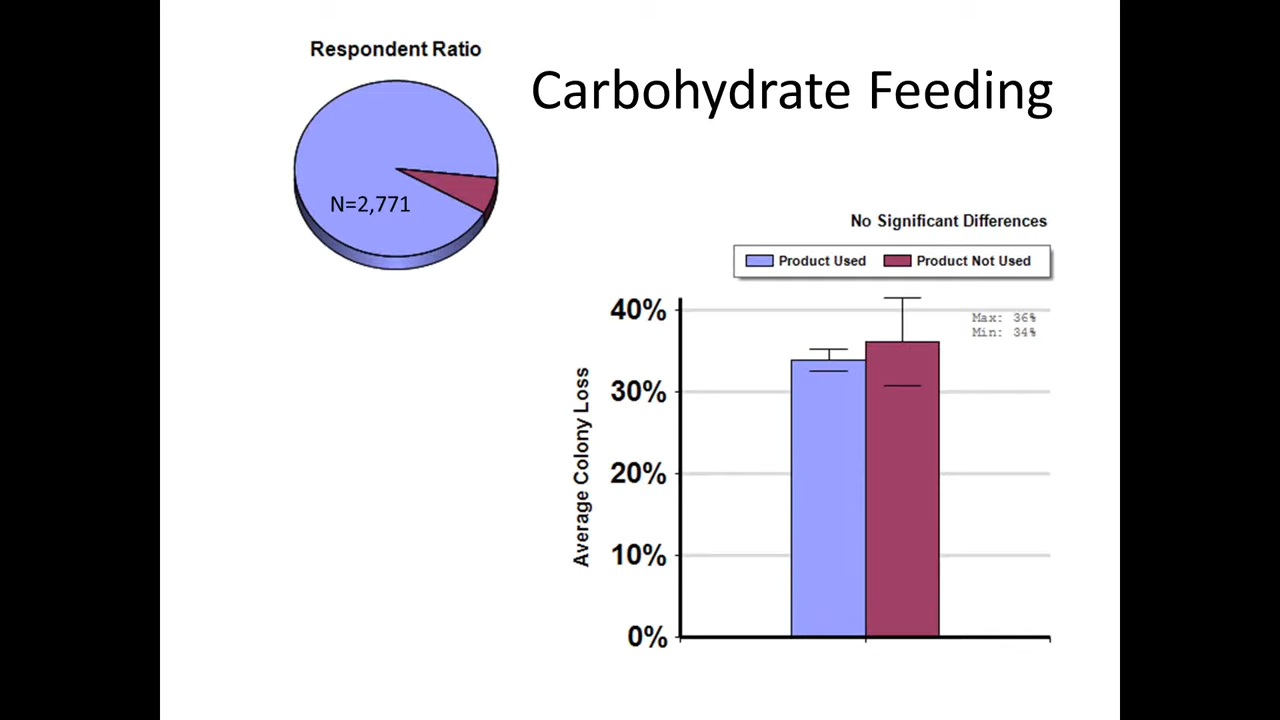 Respondent Ratio
Carbohydrate Feeding
N=2,771
No Significant Differences
Product Used
Product Not Used
Max: 36%
Min: 34%
Average Colony Loss
40%
30%
20%
10%
0%